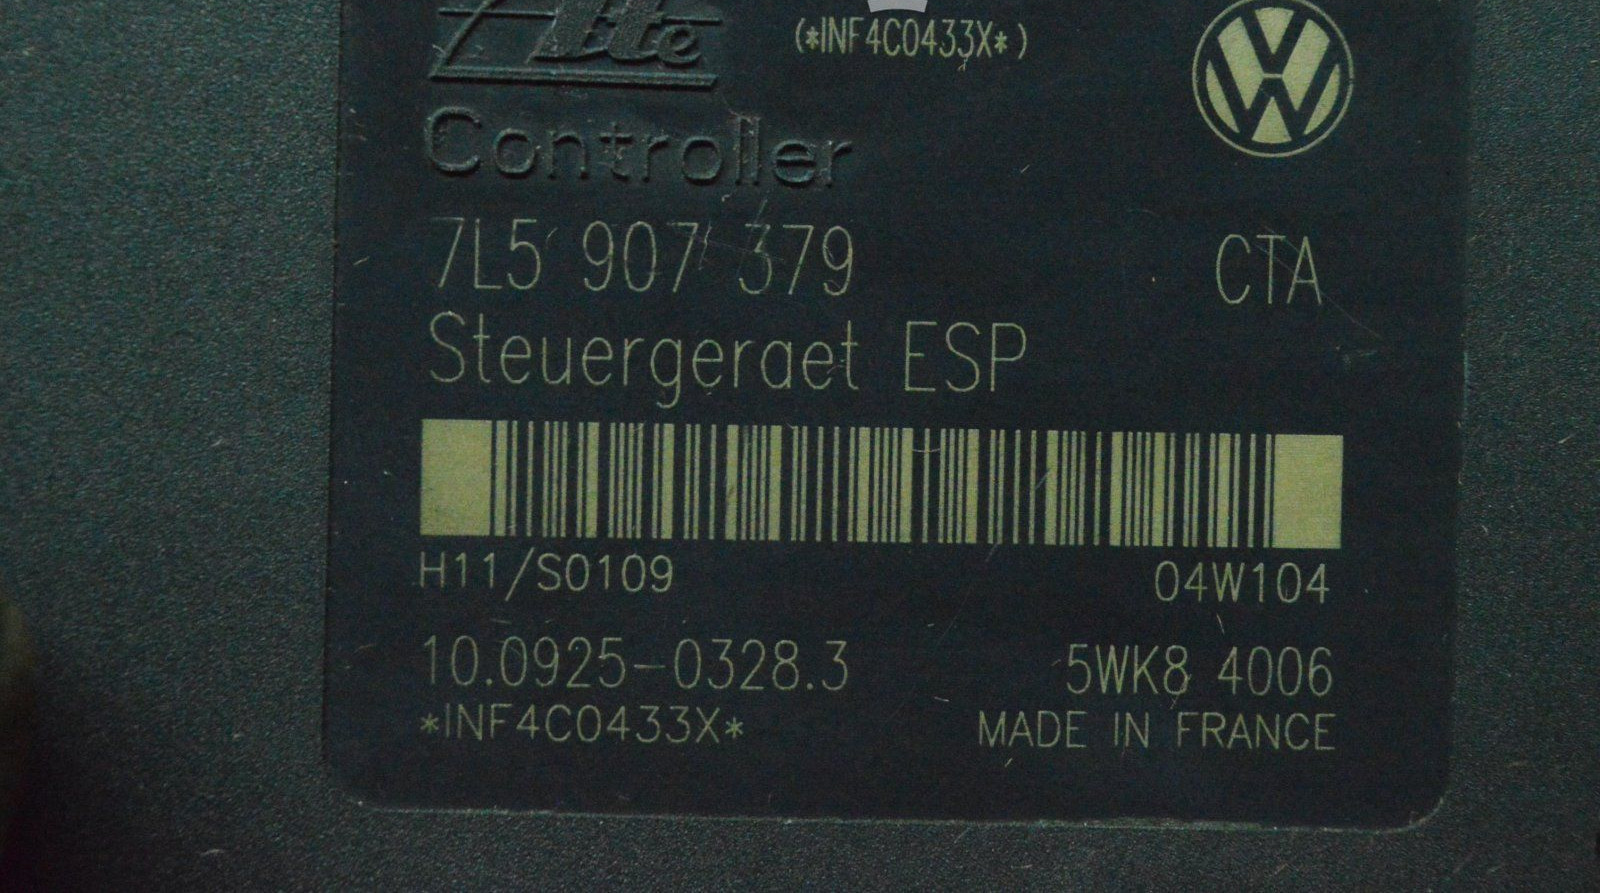 Ate
(*INF4C0433X*)
Controller
7L5 907 379 CTA
Steuergeraet ESP
H11/S0109 04W104
10.0925-0328.3 5WK8 4006
*INF4C0433X* MADE IN FRANCE